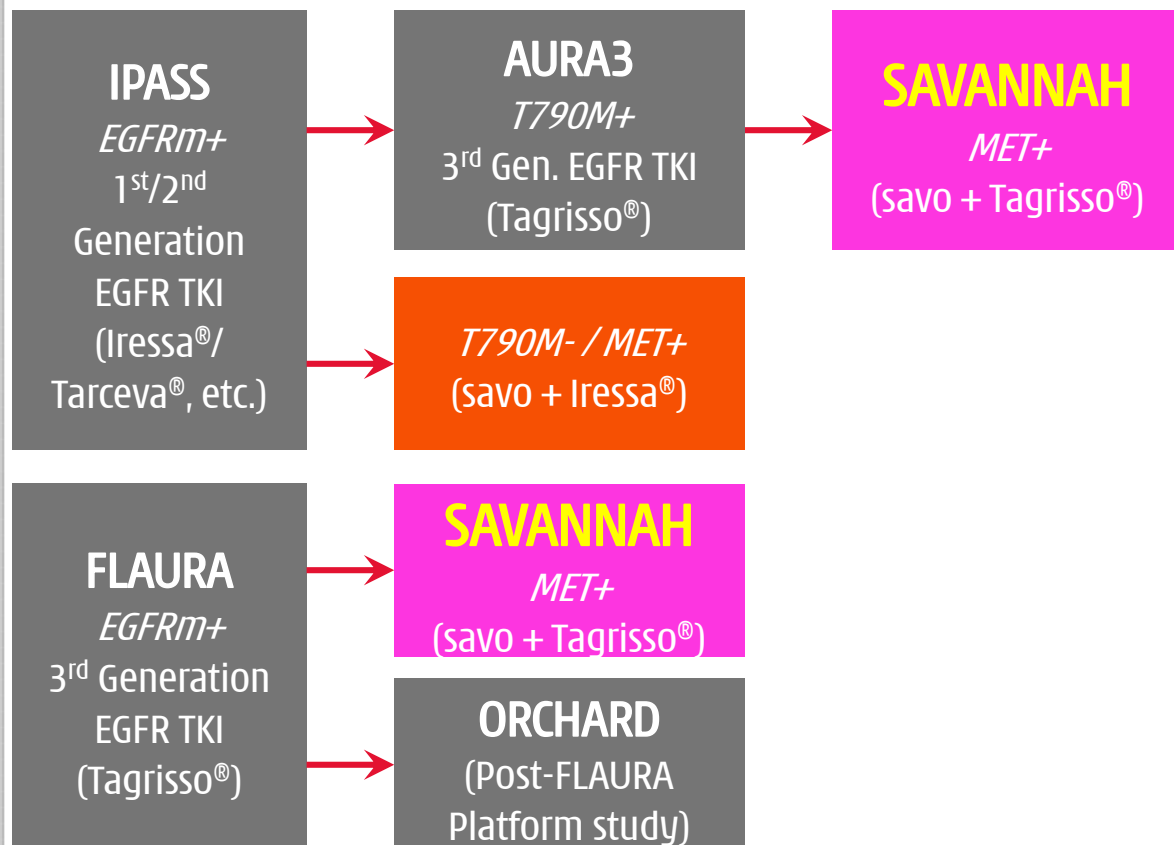 IPASS
EGFRm+
1st/2nd
Generation
EGFR TKI
(Iressa®/
Tarceva®, etc.)
AURA3
T790M+
3rd Gen. EGFR TKI
(Tagrisso®)
SAVANNAH
MET+
(savo + Tagrisso®)
T790M- / MET+
(savo + Iressa®)
FLAURA
EGFRm+
3rd Generation
EGFR TKI
(Tagrisso®)
SAVANNAH
MET+
(savo + Tagrisso®)
ORCHARD
(Post-FLAURA
Platform study)